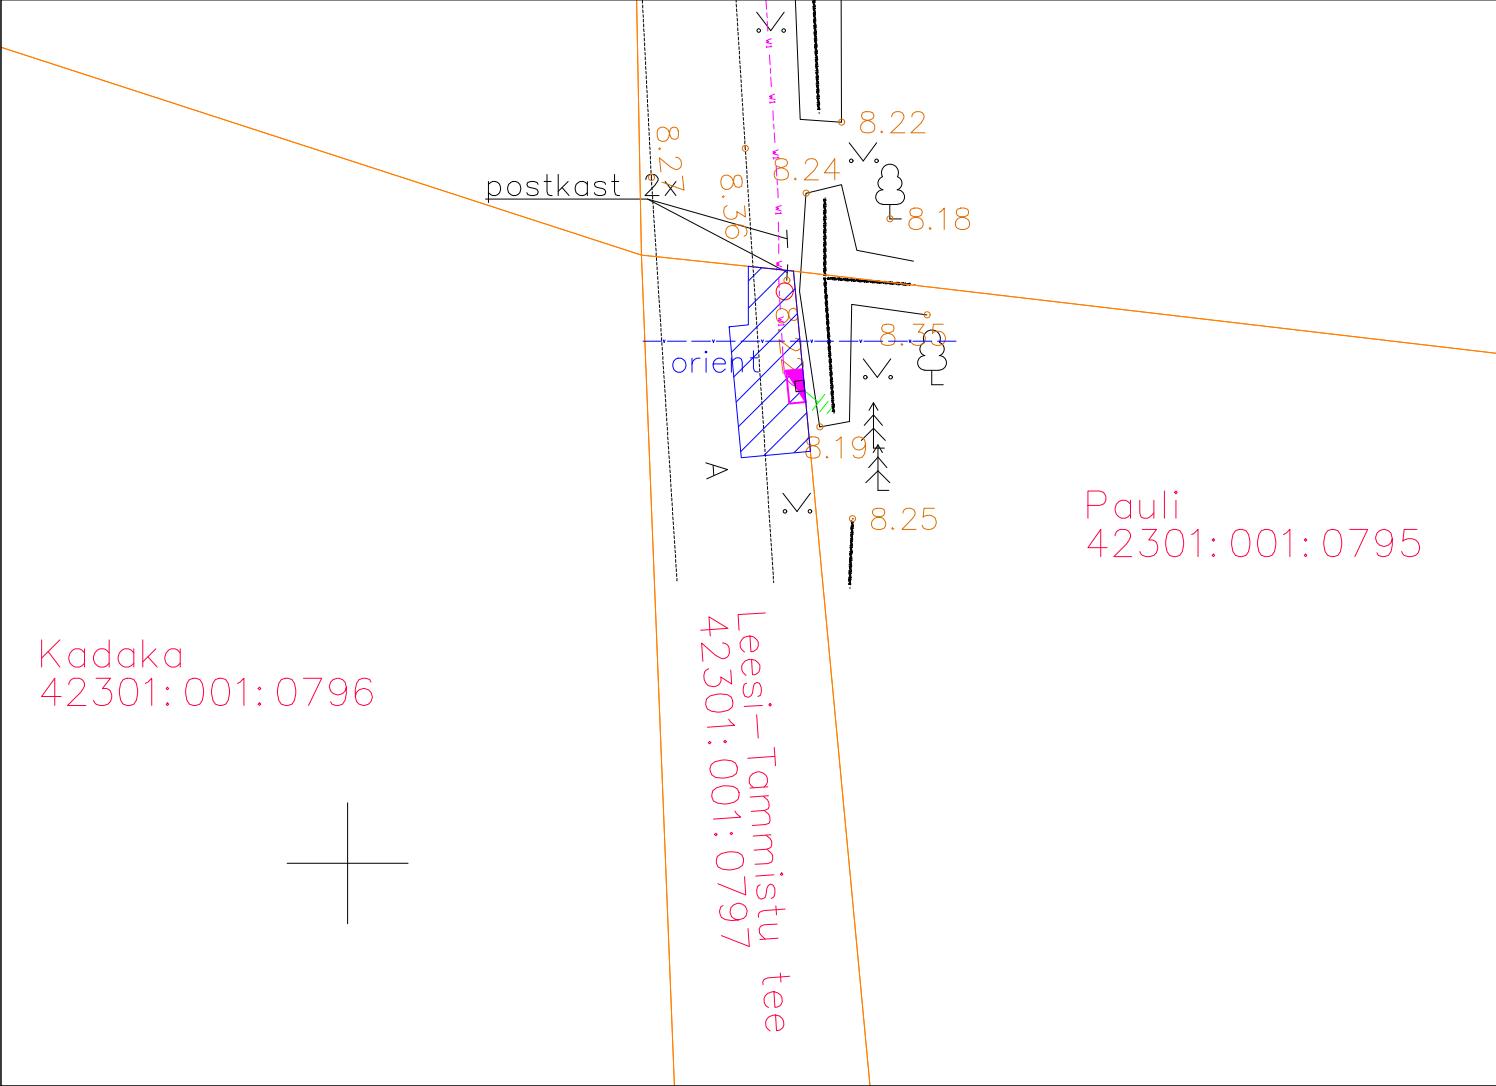 8.22
8.27
8.24
postkast 2x
8.36
8.18
8.35
orient
8.19
A
8.25
Pauli
42301:001:0795
Kadaka
42301:001:0796
Leesi-Tammistu tee
42301:001:0797